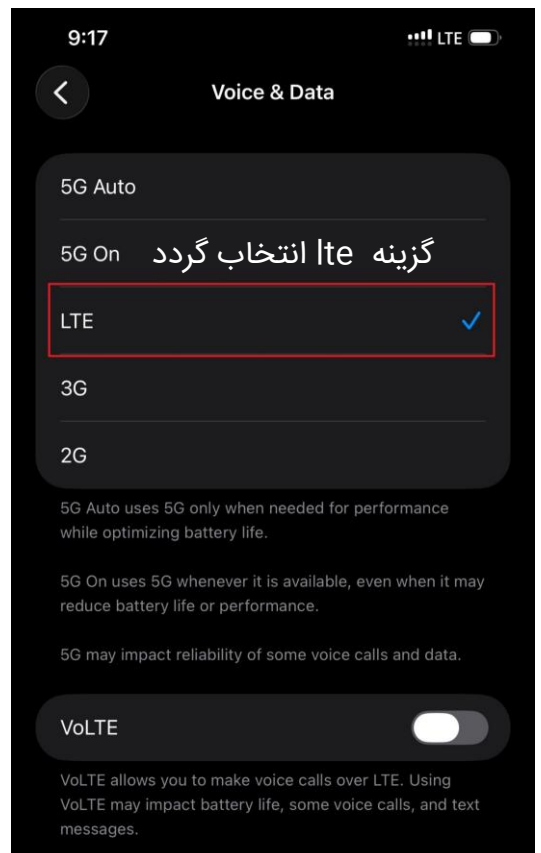 9:17 LTE
Voice & Data
5G Auto
5G On گزینه lte انتخاب گردد
LTE
3G
2G
5G Auto uses 5G only when needed for performance
while optimizing battery life.
5G On uses 5G whenever it is available, even when it may
reduce battery life or performance.
5G may impact reliability of some voice calls and data.
VoLTE
VoLTE allows you to make voice calls over LTE. Using
VoLTE may impact battery life, some voice calls, and text
messages.